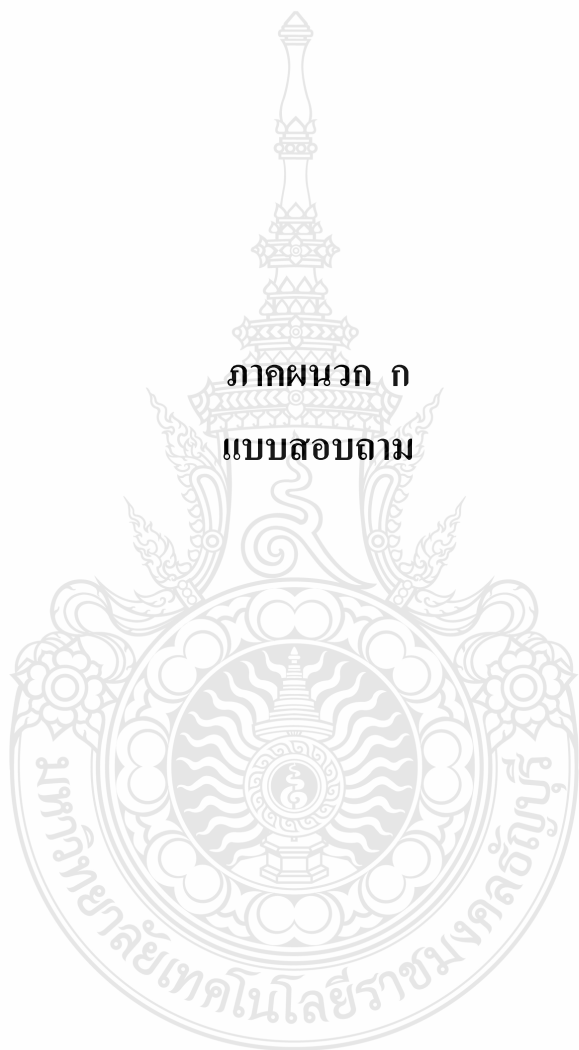 ภาคผนวก ก
แบบสอบถาม
มหาวิทยาลัยเทคโนโลยีราชมงคลธัญบุรี